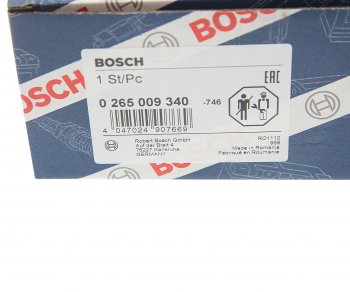 BOSCH
BOSCH
1 St/Pc
EAC
0 265 009 340
-746
4 047024 907669
Robert Bosch GmbH
Auf der Breit 4
76227 Karlsruhe
GERMANY
RO1110
968
Made in Romania
Fabriqué en Roumanie
BOSCH